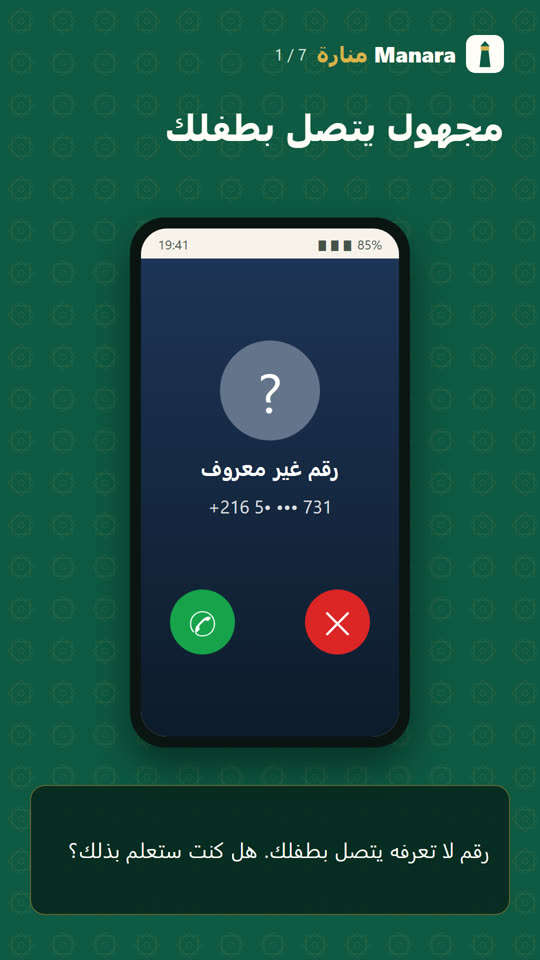 Manara منارة 1 / 7
مجهول يتصل بطفلك
19:41 85%
?
رقم غير معروف
+216 5• ••• 731
رقم لا تعرفه يتصل بطفلك. هل كنت ستعلم بذلك؟